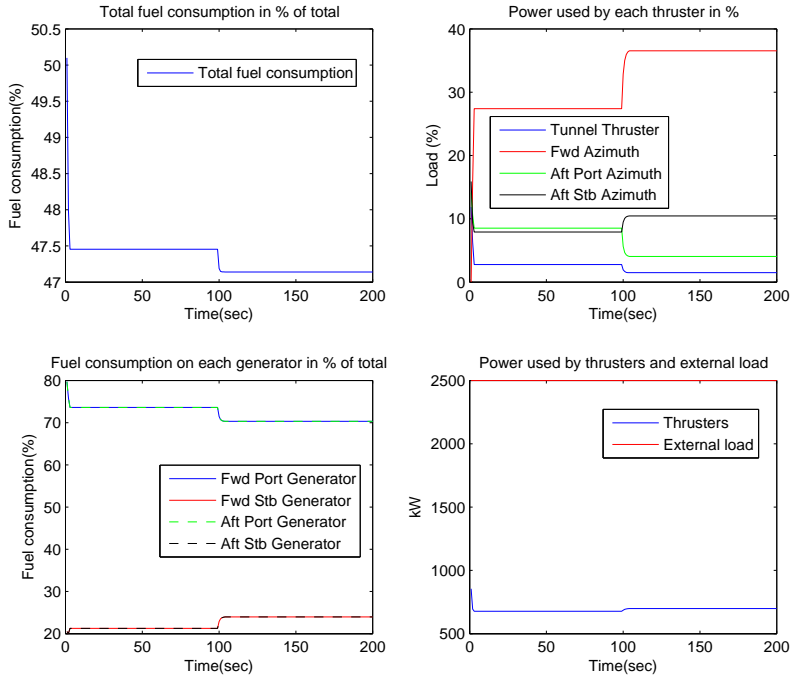 Total fuel consumption in % of total
50.5
50
49.5
49
48.5
48
47.5
47
Fuel consumption(%)
Total fuel consumption
0 50 100 150 200
Time(sec)
Power used by each thruster in %
40
30
20
10
0
Load (%)
Tunnel Thruster
Fwd Azimuth
Aft Port Azimuth
Aft Stb Azimuth
0 50 100 150 200
Time(sec)
Fuel consumption on each generator in % of total
80
70
60
50
40
30
20
Fuel consumption(%)
Fwd Port Generator
Fwd Stb Generator
Aft Port Generator
Aft Stb Generator
0 50 100 150 200
Time(sec)
Power used by thrusters and external load
2500
2500
1500
1000
500
kW
Thrusters
External load
0 50 100 150 200
Time(sec)